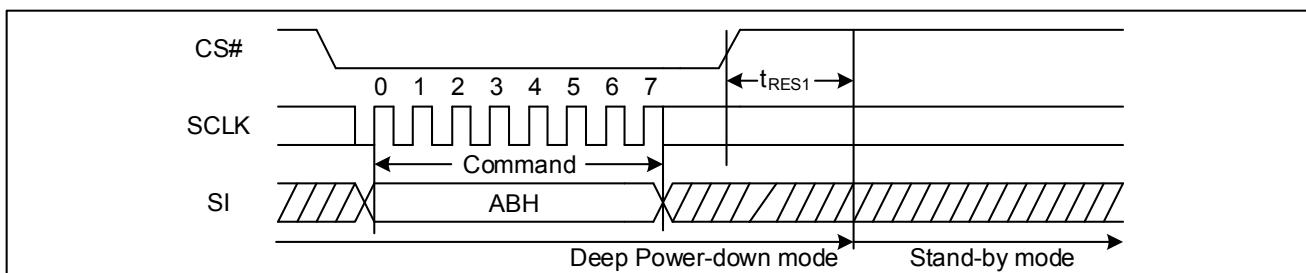 CS#
tRES1
0 1 2 3 4 5 6 7
SCLK
Command
SI
ABH
Deep Power-down mode
Stand-by mode